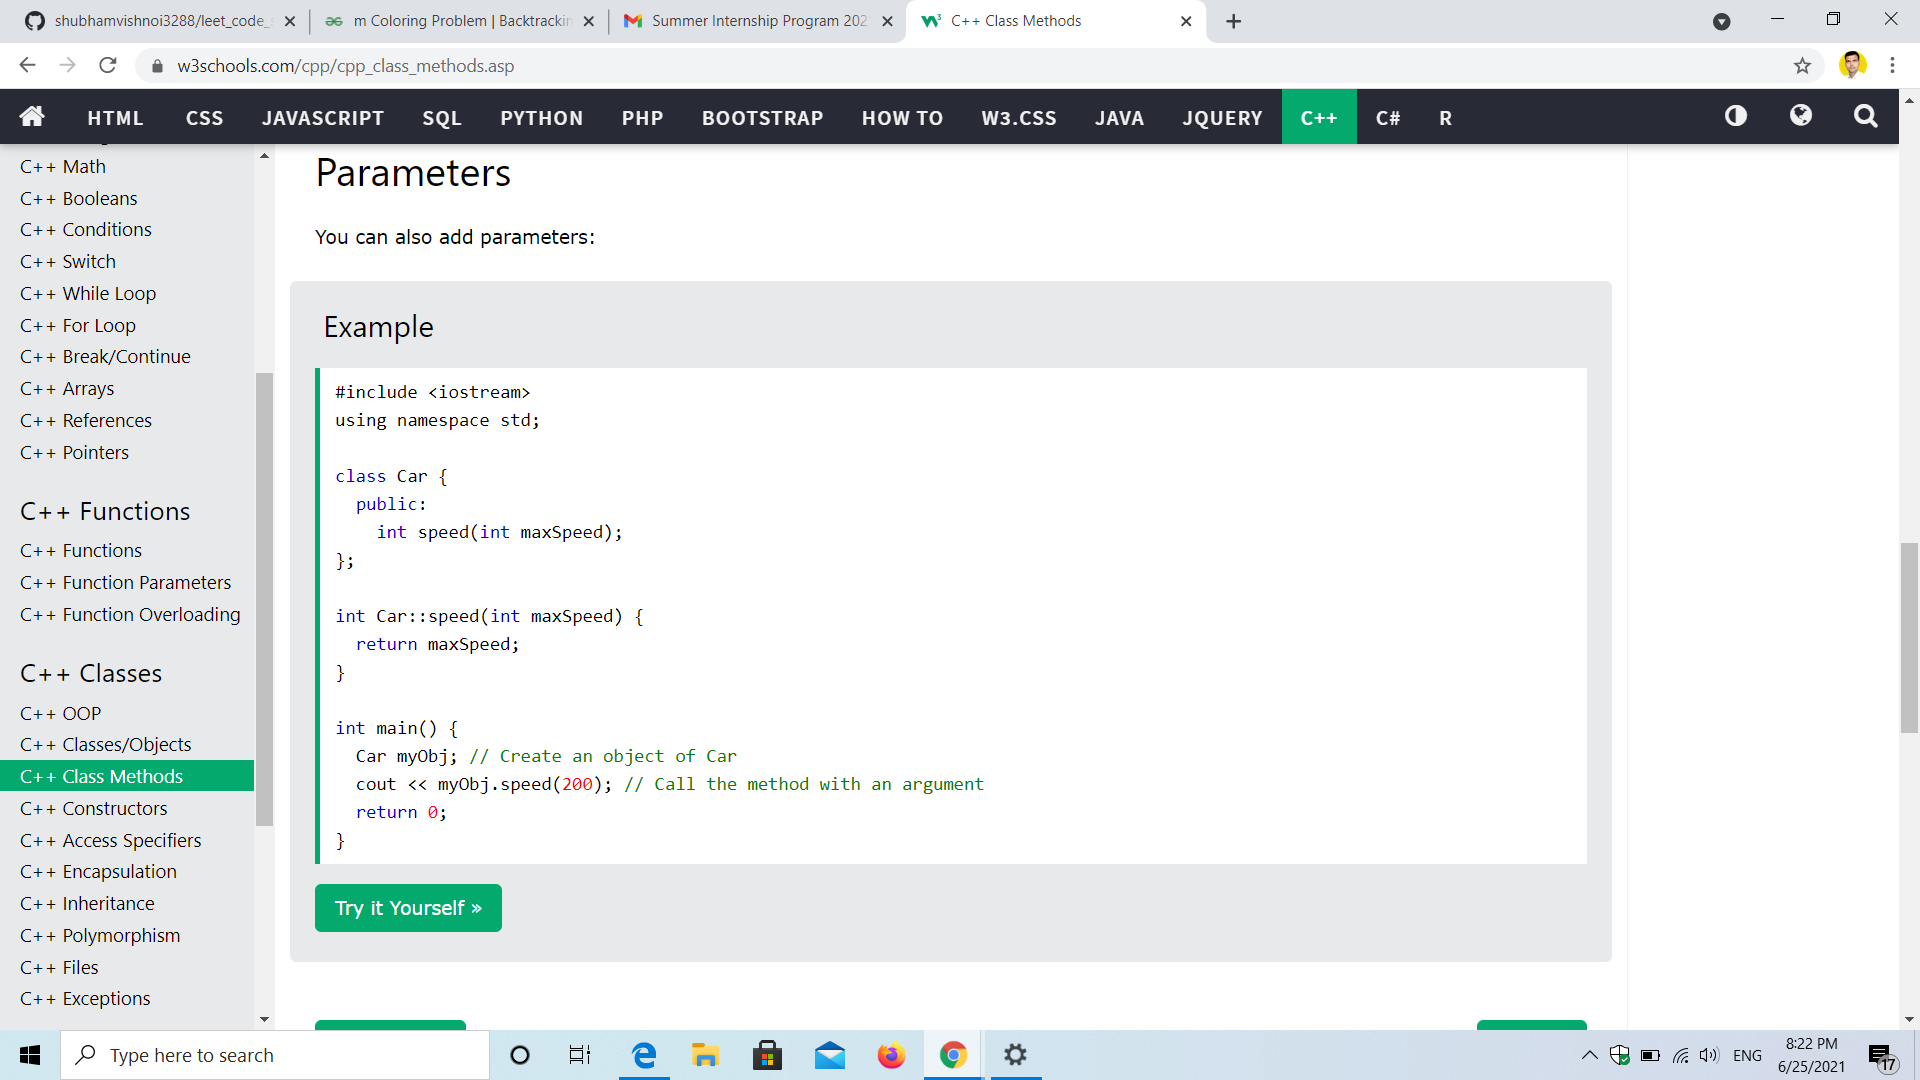 shubhamvishnoi3288/leet_code_s
m Coloring Problem | Backtrackin
Summer Internship Program 202
C++ Class Methods
w3schools.com/cpp/cpp_class_methods.asp
HTML CSS JAVASCRIPT SQL PYTHON PHP BOOTSTRAP HOW TO W3.CSS JAVA JQUERY C++ C# R
C++ Math
C++ Booleans
C++ Conditions
C++ Switch
C++ While Loop
C++ For Loop
C++ Break/Continue
C++ Arrays
C++ References
C++ Pointers
C++ Functions
C++ Functions
C++ Function Parameters
C++ Function Overloading
C++ Classes
C++ OOP
C++ Classes/Objects
C++ Class Methods
C++ Constructors
C++ Access Specifiers
C++ Encapsulation
C++ Inheritance
C++ Polymorphism
C++ Files
C++ Exceptions
Parameters
You can also add parameters:
Example
#include <iostream>
using namespace std;
class Car {
public:
int speed(int maxSpeed);
};
int Car::speed(int maxSpeed) {
return maxSpeed;
}
int main() {
Car myObj; // Create an object of Car
cout << myObj.speed(200); // Call the method with an argument
return 0;
}
Try it Yourself »
Type here to search
ENG
8:22 PM
6/25/2021
17